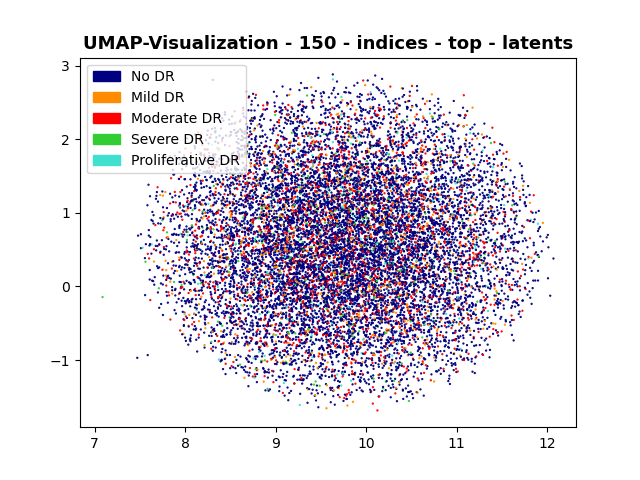 UMAP-Visualization - 150 - indices - top - latents
No DR
Mild DR
Moderate DR
Severe DR
Proliferative DR
3
2
1
0
−1
7 8 9 10 11 12